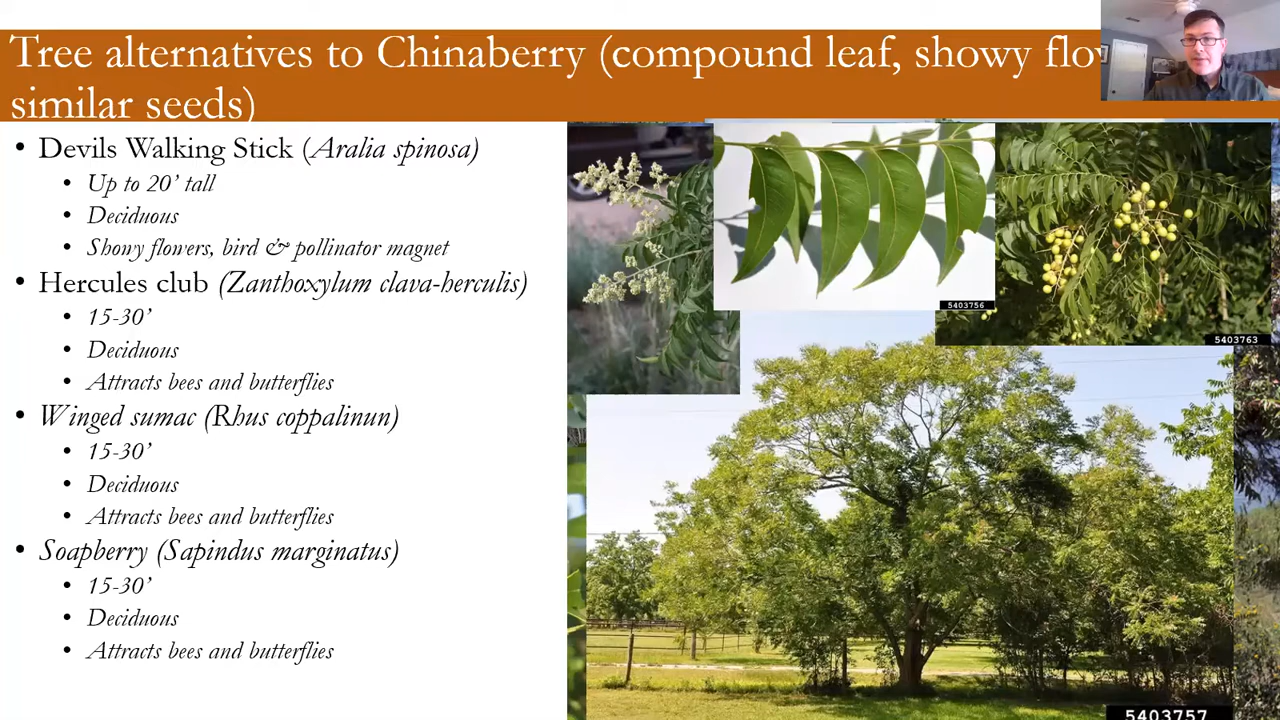 Tree alternatives to Chinaberry (compound leaf, showy
similar seeds)
• Devils Walking Stick (Aralia spinosa)
• Up to 20' tall
• Deciduous
• Showy flowers, bird & pollinator magnet
• Hercules club (Zanthoxylum clava-herculis)
• 15-30'
• Deciduous
• Attracts bees and butterflies
• Winged sumac (Rhus coppalinun)
• 15-30'
• Deciduous
• Attracts bees and butterflies
• Soapberry (Sapindus marginatus)
• 15-30'
• Deciduous
• Attracts bees and butterflies
5403756
5403763
5403757